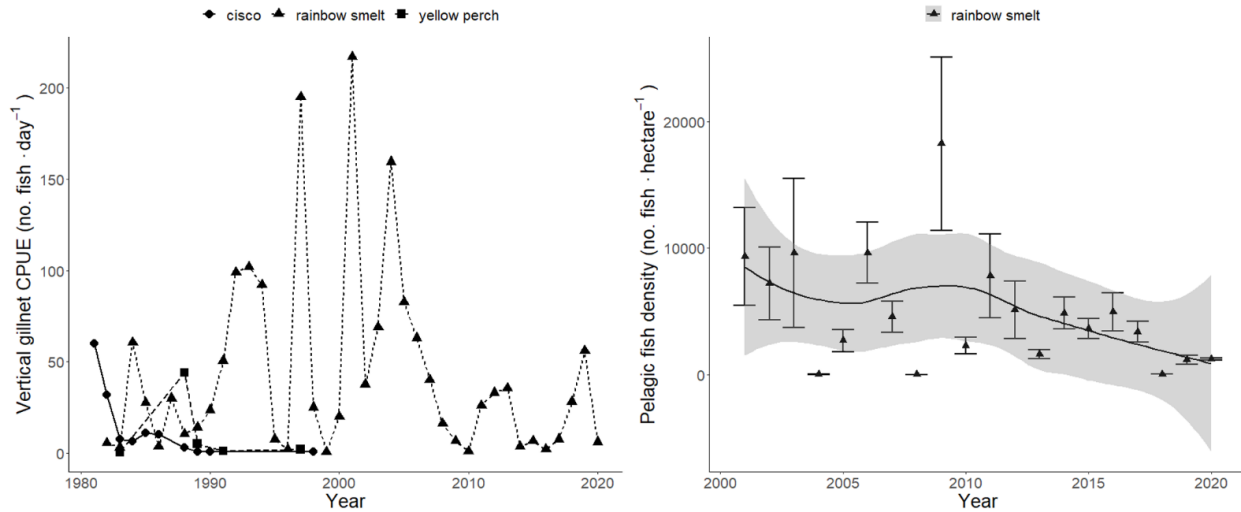 cisco rainbow smelt yellow perch
Vertical gillnet CPUE (no. fish · day⁻¹ )
200
150
100
50
0
1980 1990 2000 2010 2020
Year
rainbow smelt
Pelagic fish density (no. fish · hectare⁻¹ )
20000
10000
0
2000 2005 2010 2015 2020
Year